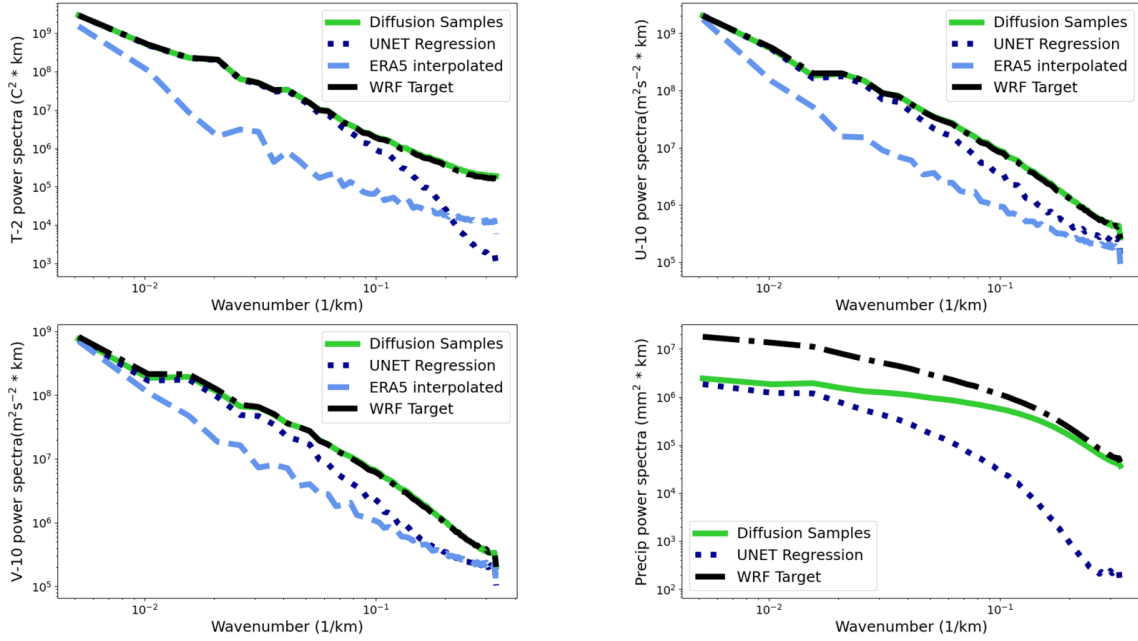 T-2 power spectra (C² * km)
10⁹
10⁸
10⁷
10⁶
10⁵
10⁴
10³
Diffusion Samples
UNET Regression
ERA5 interpolated
WRF Target
10⁻²
10⁻¹
Wavenumber (1/km)
U-10 power spectra(m²s⁻² * km)
10⁹
10⁸
10⁷
10⁶
10⁵
Diffusion Samples
UNET Regression
ERA5 interpolated
WRF Target
10⁻²
10⁻¹
Wavenumber (1/km)
V-10 power spectra(m²s⁻² * km)
10⁹
10⁸
10⁷
10⁶
10⁵
Diffusion Samples
UNET Regression
ERA5 interpolated
WRF Target
10⁻²
10⁻¹
Wavenumber (1/km)
Precip power spectra (mm² * km)
10⁷
10⁶
10⁵
10⁴
10³
10²
Diffusion Samples
UNET Regression
WRF Target
10⁻²
10⁻¹
Wavenumber (1/km)